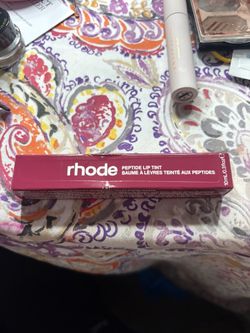 rhode
PEPTIDE LIP TINT
BAUME À LÈVRES TEINTÉ AUX PEPTIDES